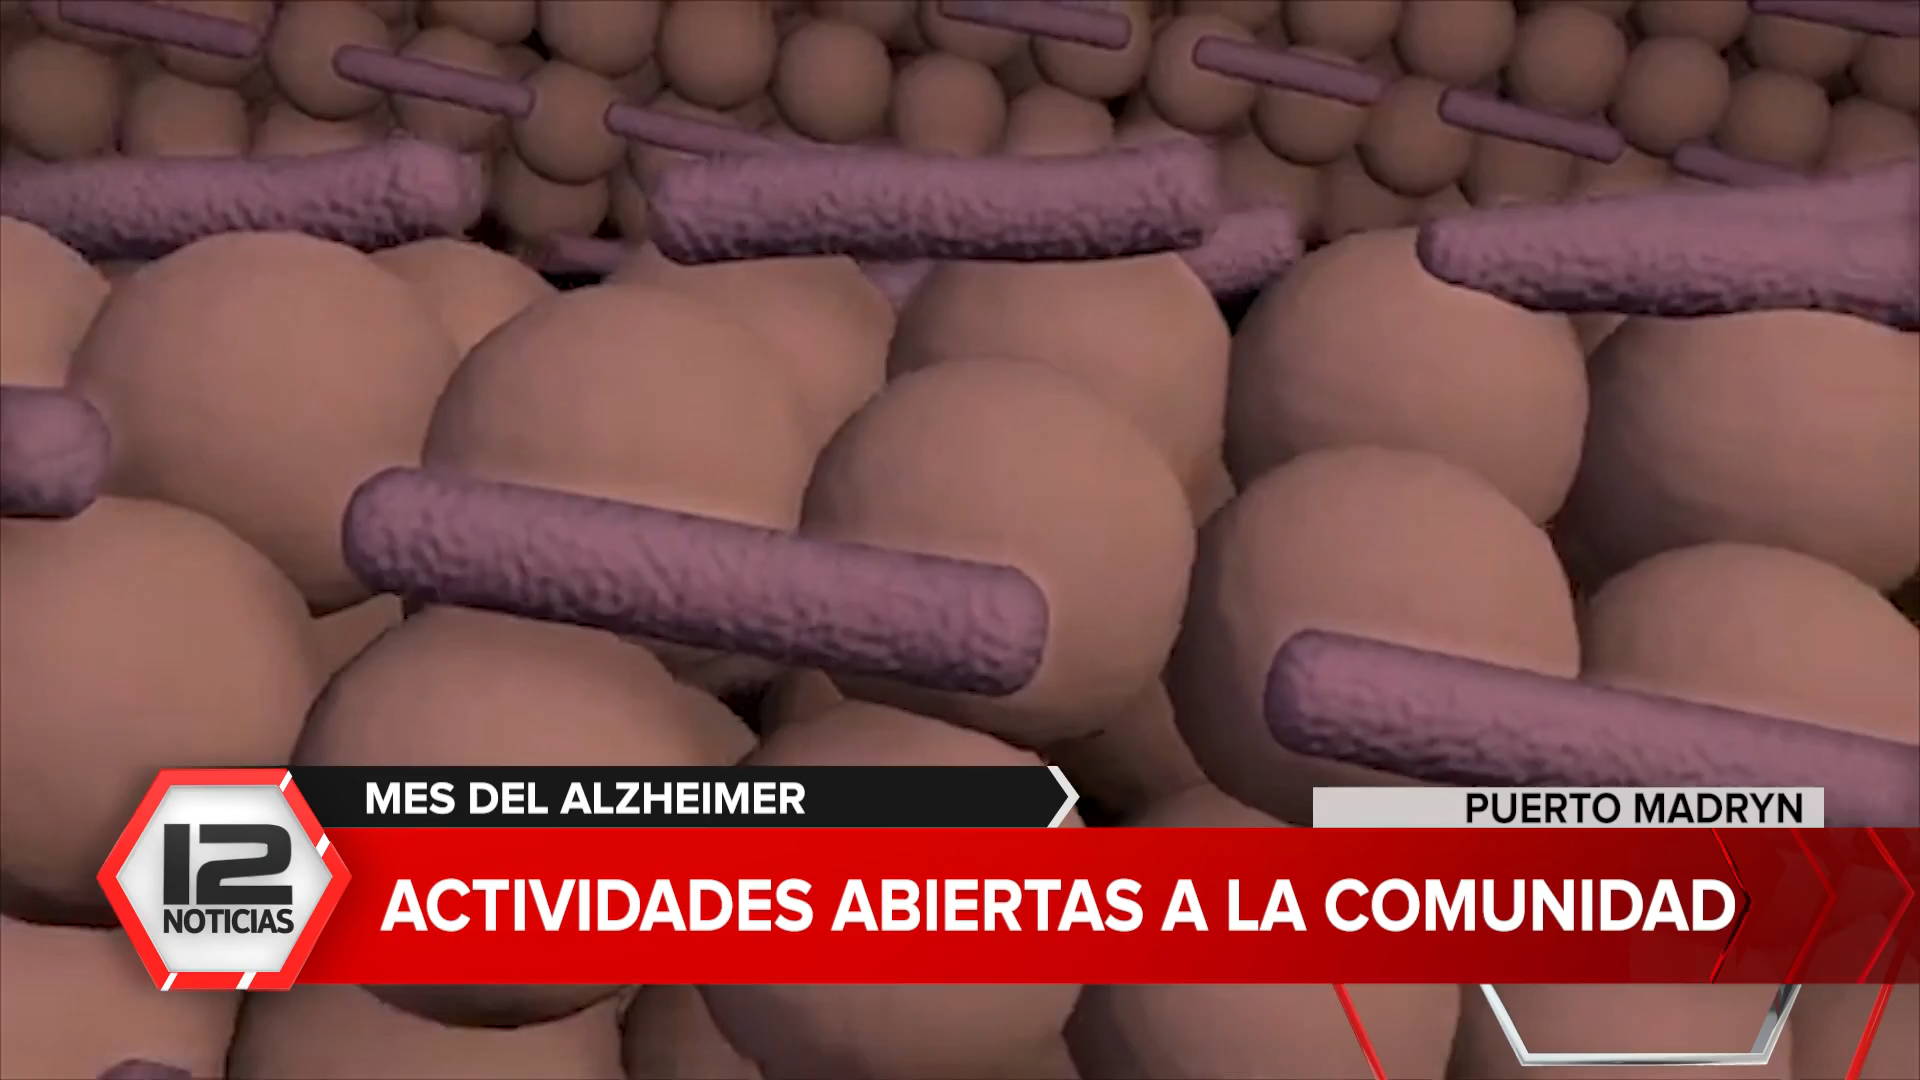 MES DEL ALZHEIMER
PUERTO MADRYN
12
NOTICIAS
ACTIVIDADES ABIERTAS A LA COMUNIDAD